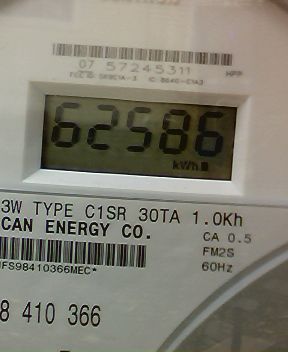 07 57245311
62586
kWh
3W TYPE C1SR 30TA 1.0Kh
CAN ENERGY CO.
CA 0.5
FM2S
60Hz
JFS98410366MEC*
8 410 366